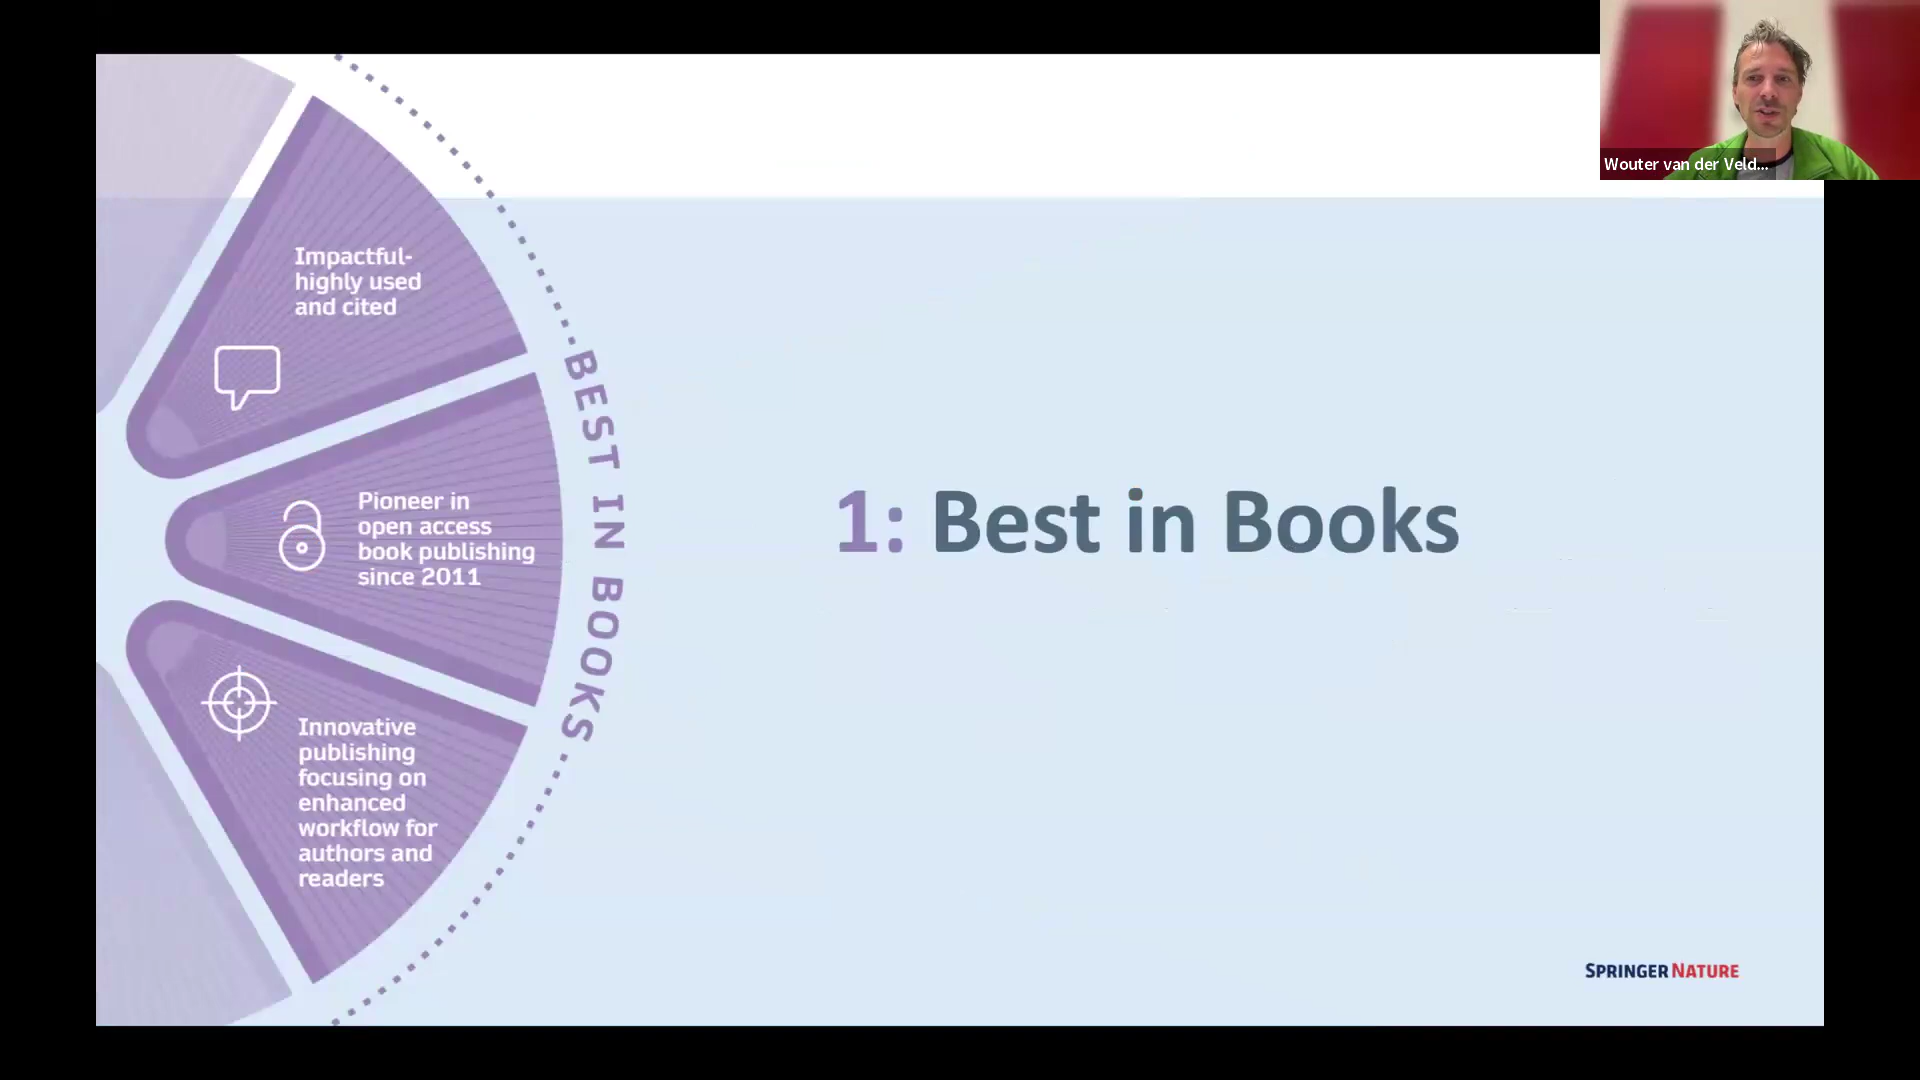 Wouter van der Veld...
Impactful-
highly used
and cited
Pioneer in
open access
book publishing
since 2011
Innovative
publishing
focusing on
enhanced
workflow for
authors and
readers
BEST IN BOOKS
1: Best in Books
SPRINGER NATURE